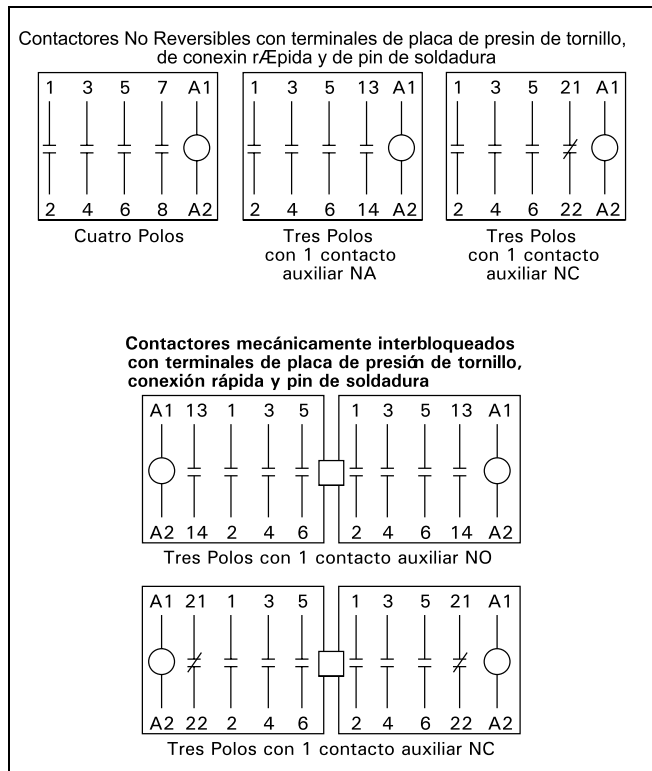 Contactores No Reversibles con terminales de placa de presin de tornillo,
de conexin rÆpida y de pin de soldadura
1 3 5 7 A1
2 4 6 8 A2
Cuatro Polos
1 3 5 13 A1
2 4 6 14 A2
Tres Polos
con 1 contacto
auxiliar NA
1 3 5 21 A1
2 4 6 22 A2
Tres Polos
con 1 contacto
auxiliar NC
Contactores mecánicamente interbloqueados
con terminales de placa de presión de tornillo,
conexión rápida y pin de soldadura
A1 13 1 3 5 1 3 5 13 A1
A2 14 2 4 6 2 4 6 14 A2
Tres Polos con 1 contacto auxiliar NO
A1 21 1 3 5 1 3 5 21 A1
A2 22 2 4 6 2 4 6 22 A2
Tres Polos con 1 contacto auxiliar NC